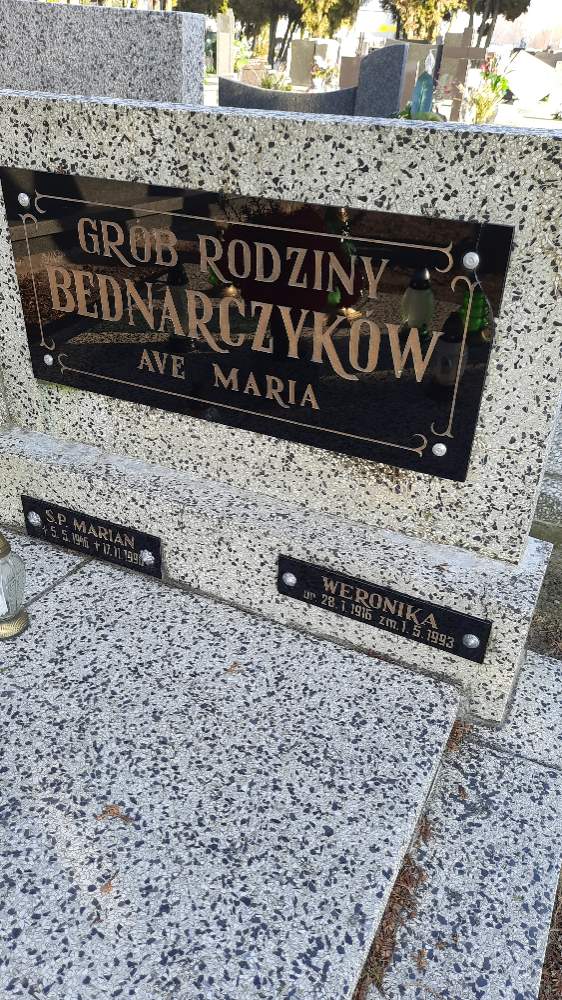 GRÓB RODZINY
BEDNARCZYKÓW
AVE MARIA
Ś.P. MARIAN
WERONIKA
ur. 28.1.1916 zm. 1.5.1993